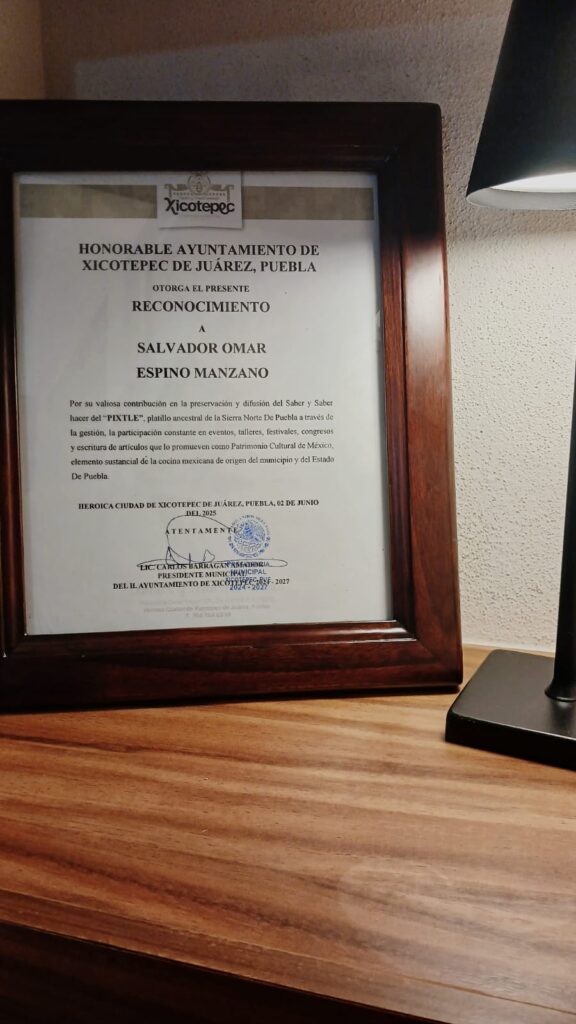 Xicotepec
HONORABLE AYUNTAMIENTO DE
XICOTEPEC DE JUÁREZ, PUEBLA
OTORGA EL PRESENTE
RECONOCIMIENTO
A
SALVADOR OMAR
ESPINO MANZANO
Por su valiosa contribución en la preservación y difusión del Saber y Saber
hacer del “PIXTLE”, platillo ancestral de la Sierra Norte De Puebla a través de
la gestión, la participación constante en eventos, talleres, festivales, congresos
y escritura de artículos que lo promueven como Patrimonio Cultural de México,
elemento sustancial de la cocina mexicana de origen del municipio y del Estado
De Puebla.
HEROICA CIUDAD DE XICOTEPEC DE JUÁREZ, PUEBLA, 02 DE JUNIO
DEL 2025
ATENTAMENTE
LIC. CARLOS BARRAGAN AMADOR
PRESIDENTE MUNICIPAL
DEL H. AYUNTAMIENTO DE XICOTEPEC 2024 - 2027
MUNICIPAL
2024 - 2027